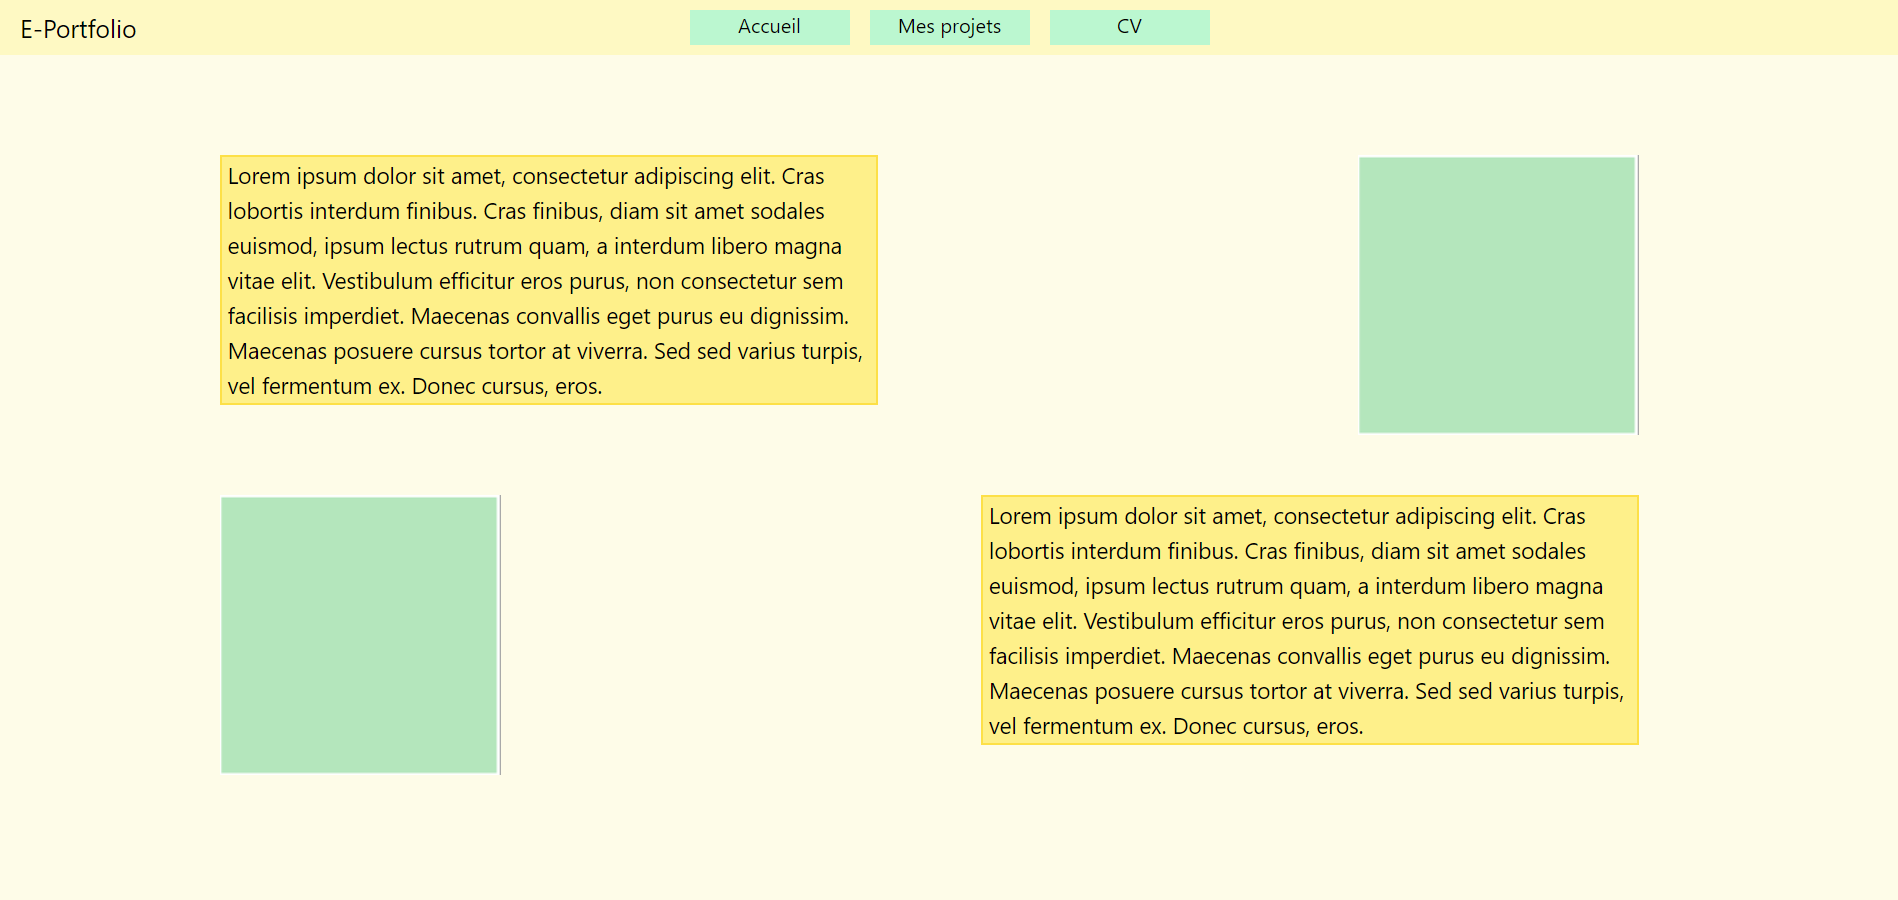 E-Portfolio
Accueil
Mes projets
CV
Lorem ipsum dolor sit amet, consectetur adipiscing elit. Cras
lobortis interdum finibus. Cras finibus, diam sit amet sodales
euismod, ipsum lectus rutrum quam, a interdum libero magna
vitae elit. Vestibulum efficitur eros purus, non consectetur sem
facilisis imperdiet. Maecenas convallis eget purus eu dignissim.
Maecenas posuere cursus tortor at viverra. Sed sed varius turpis,
vel fermentum ex. Donec cursus, eros.
Lorem ipsum dolor sit amet, consectetur adipiscing elit. Cras
lobortis interdum finibus. Cras finibus, diam sit amet sodales
euismod, ipsum lectus rutrum quam, a interdum libero magna
vitae elit. Vestibulum efficitur eros purus, non consectetur sem
facilisis imperdiet. Maecenas convallis eget purus eu dignissim.
Maecenas posuere cursus tortor at viverra. Sed sed varius turpis,
vel fermentum ex. Donec cursus, eros.